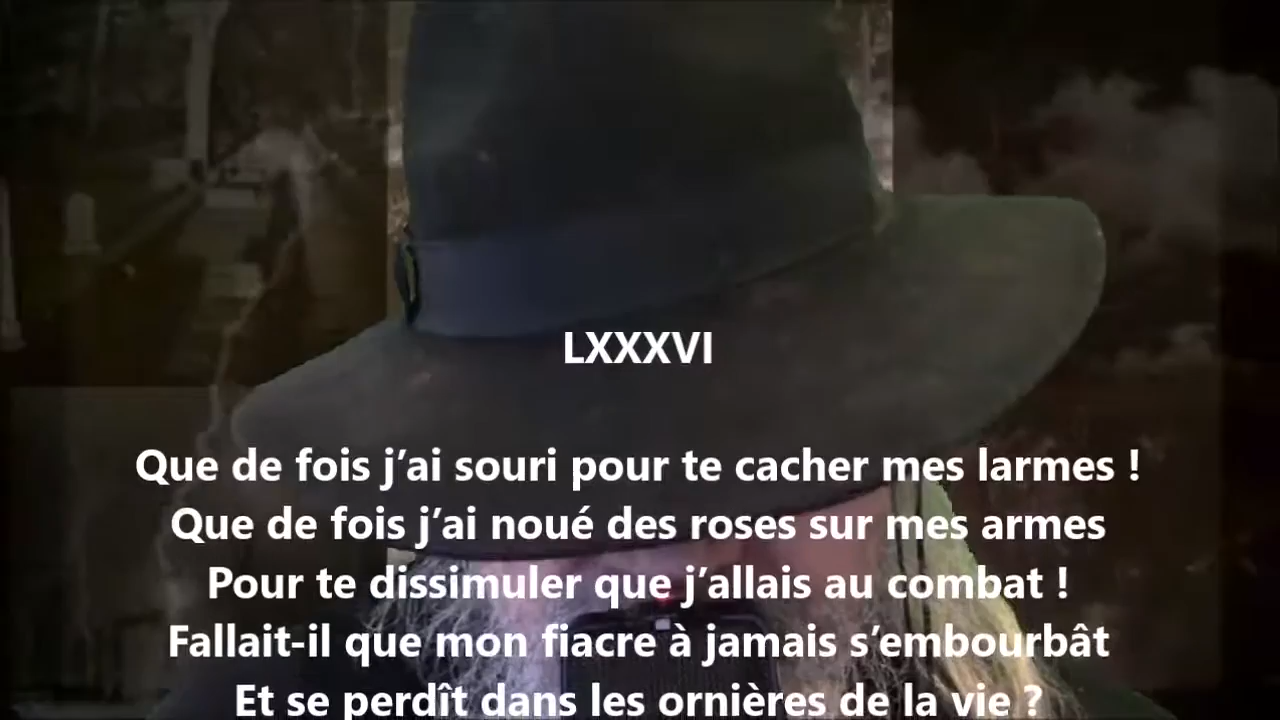 LXXXVI
Que de fois j’ai souri pour te cacher mes larmes !
Que de fois j’ai noué des roses sur mes armes
Pour te dissimuler que j’allais au combat !
Fallait-il que mon fiacre à jamais s’embourbât
Et se perdît dans les ornières de la vie ?